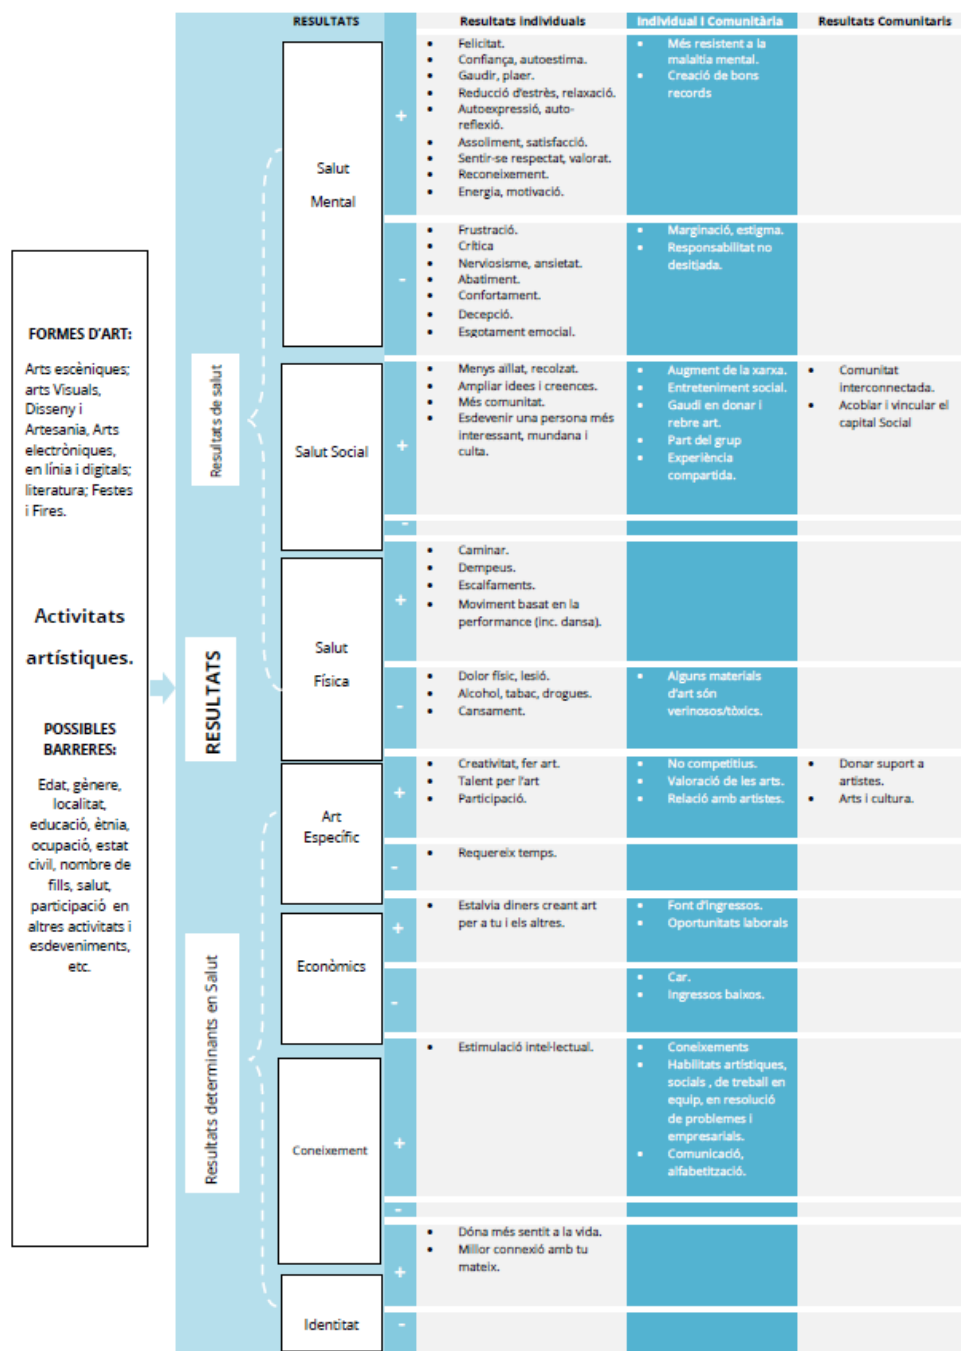 RESULTATS
Resultats individuals
Individual i Comunitària
Resultats Comunitaris
FORMES D'ART:
Arts escèniques;
arts Visuals,
Disseny i
Artesania, Arts
electròniques,
en línia i digitals;
literatura; Festes
i Fires.
Activitats
artístiques.
POSSIBLES
BARRERES:
Edat, gènere,
localitat,
educació, ètnia,
ocupació, estat
civil, nombre de
fills, salut,
participació en
altres activitats i
esdeveniments,
etc.
RESULTATS
Resultats de salut
Salut
Mental
+
• Felicitat.
• Confiança, autoestima.
• Gaudir, plaer.
• Reducció d'estrès, relaxació.
• Autoexpressió, auto-
reflexió.
• Assoliment, satisfacció.
• Sentir-se respectat, valorat.
• Reconeixement.
• Energia, motivació.
• Més resistent a la
malaltia mental.
• Creació de bons
records
-
• Frustració.
• Crítica
• Nerviosisme, ansietat.
• Abatiment.
• Confortament.
• Decepció.
• Esgotament emocial.
• Marginació, estigma.
• Responsabilitat no
desitjada.
Salut Social
+
• Menys aïllat, recolzat.
• Ampliar idees i creences.
• Més comunitat.
• Esdevenir una persona més
interessant, mundana i
culta.
• Augment de la xarxa.
• Entreteniment social.
• Gaudi en donar i
rebre art.
• Part del grup
• Experiència
compartida.
• Comunitat
interconnectada.
• Acoblar i vincular el
capital Social
-
Salut
Física
+
• Caminar.
• Dempeus.
• Escalfaments.
• Moviment basat en la
performance (inc. dansa).
-
• Dolor físic, lesió.
• Alcohol, tabac, drogues.
• Cansament.
• Alguns materials
d'art són
verinosos/tòxics.
Resultats determinants en Salut
Art
Específic
+
• Creativitat, fer art.
• Talent per l'art
• Participació.
• No competitius.
• Valoració de les arts.
• Relació amb artistes.
• Donar suport a
artistes.
• Arts i cultura.
-
• Requereix temps.
Econòmics
+
• Estalvia diners creant art
per a tu i els altres.
• Font d'ingressos.
• Oportunitats laborals
-
• Car.
• Ingressos baixos.
Coneixement
+
• Estimulació intel·lectual.
• Coneixements
• Habilitats artístiques,
socials , de treball en
equip, en resolució
de problemes i
empresarials.
• Comunicació,
alfabetització.
-
Identitat
+
• Dóna més sentit a la vida.
• Millor connexió amb tu
mateix.
-